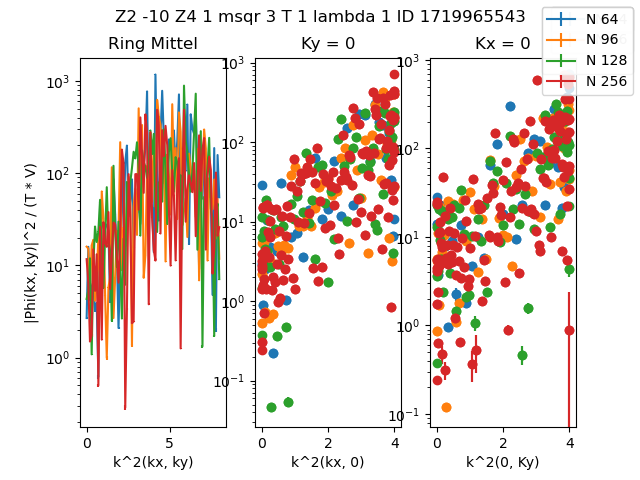 Z2 -10 Z4 1 msqr 3 T 1 lambda 1 ID 1719965543
N 64
N 96
N 128
N 256
Ring Mittel
Ky = 0
Kx = 0
|Phi(kx, ky)|^2 / (T * V)
10^3
10^2
10^1
10^0
0
5
k^2(kx, ky)
10^3
10^2
10^1
10^0
10^−1
0
2
4
k^2(kx, 0)
10^3
10^2
10^1
10^0
10^−1
0
2
4
k^2(0, Ky)